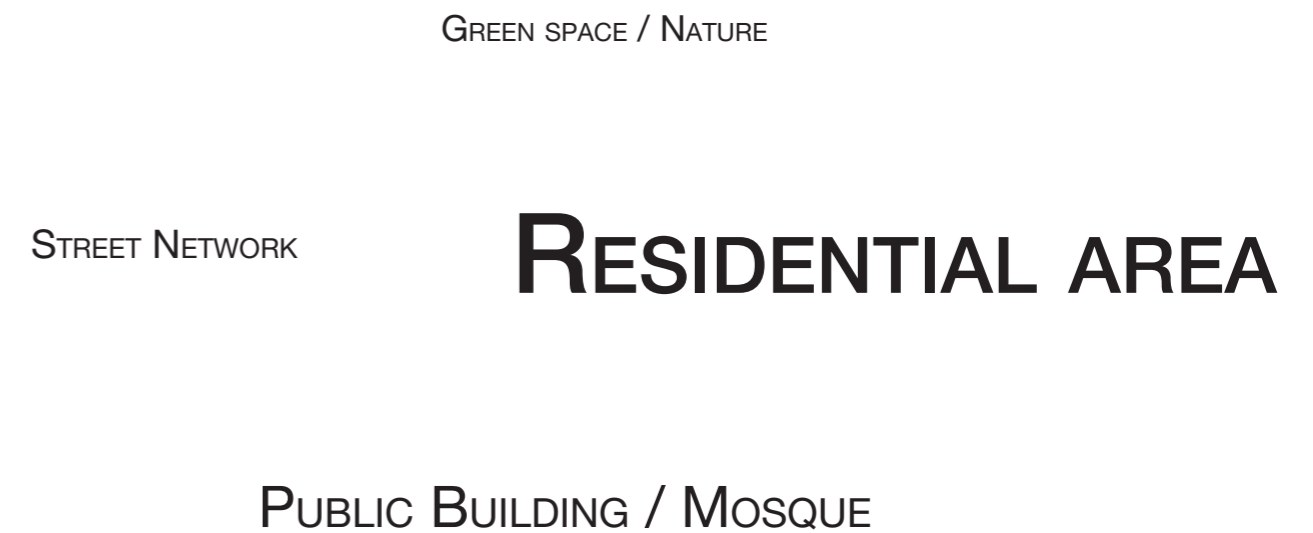 Green space / Nature
Street Network
Residential area
Public Building / Mosque